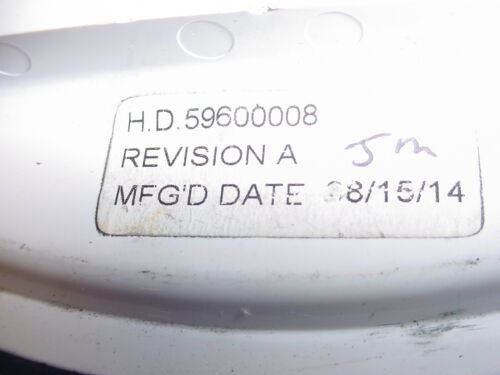 H.D.59600008
REVISION A Jm
MFG'D DATE 08/15/14